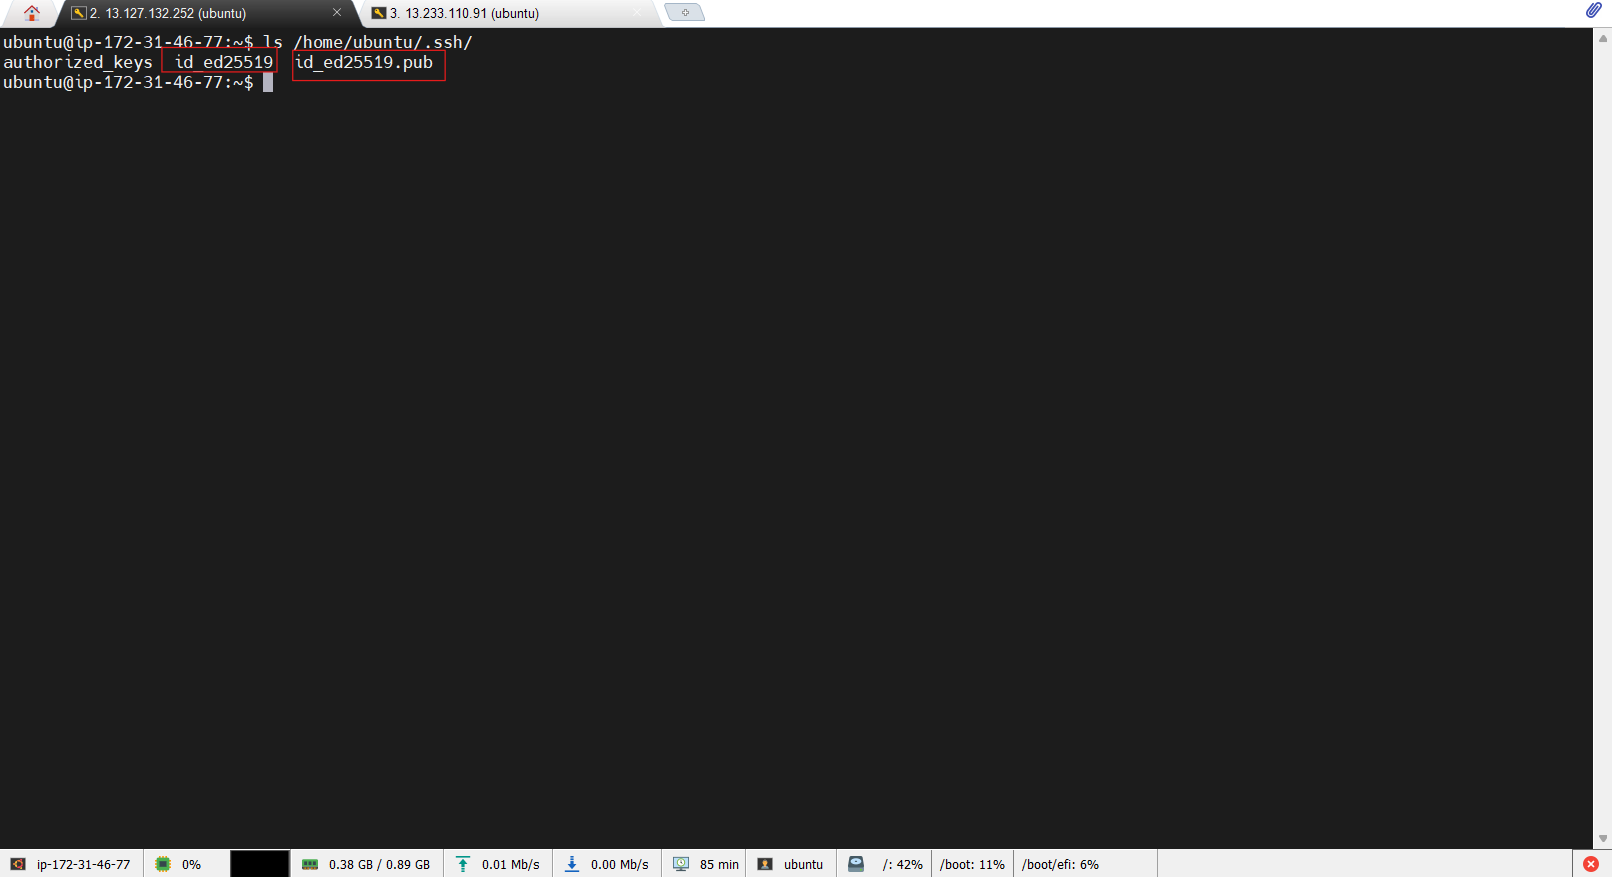 2. 13.127.132.252 (ubuntu)
3. 13.233.110.91 (ubuntu)
ubuntu@ip-172-31-46-77:~$ ls /home/ubuntu/.ssh/
authorized_keys id_ed25519 id_ed25519.pub
ubuntu@ip-172-31-46-77:~$
ip-172-31-46-77 0% 0.38 GB / 0.89 GB 0.01 Mb/s 0.00 Mb/s 85 min ubuntu /: 42% /boot: 11% /boot/efi: 6%